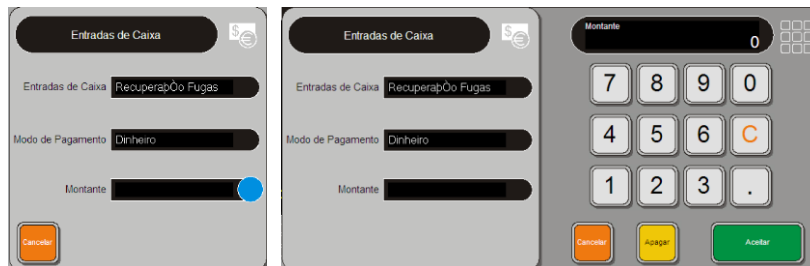 Entradas de Caixa
$
€
Entradas de Caixa RecuperaþÒo Fugas
Modo de Pagamento Dinheiro
Montante
Cancelar
Entradas de Caixa
$
€
Entradas de Caixa RecuperaþÒo Fugas
Modo de Pagamento Dinheiro
Montante
Montante
0
7 8 9 0
4 5 6 C
1 2 3 .
Cancelar Apagar Aceitar